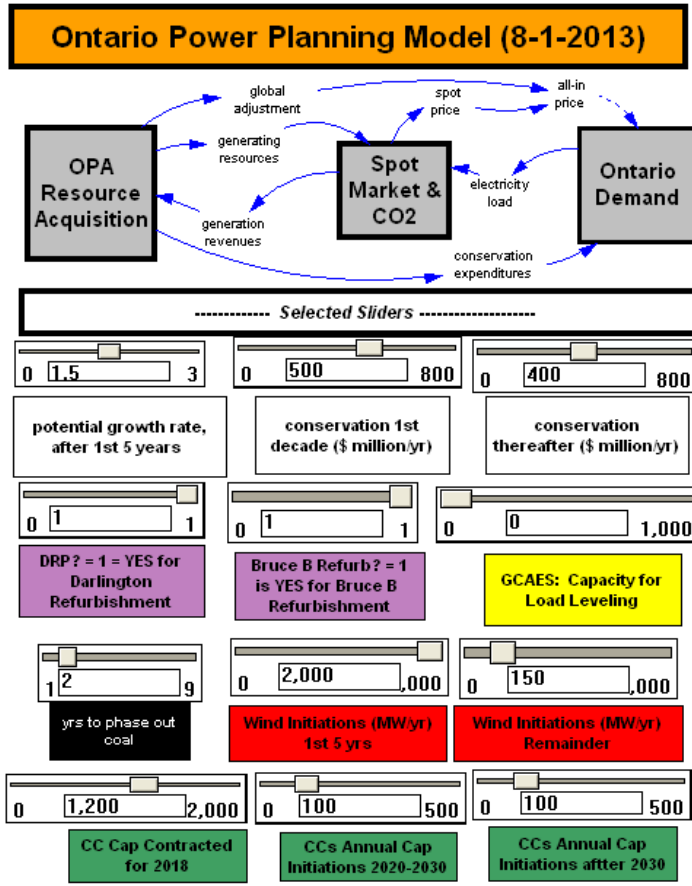 Ontario Power Planning Model (8-1-2013)
global
adjustment
spot
price
all-in
price
generating
resources
OPA
Resource
Acquisition
Spot
Market &
CO2
electricity
load
Ontario
Demand
generation
revenues
conservation
expenditures
------------- Selected Sliders --------------------
0 1.5 3
0 500 800
0 400 800
potential growth rate,
after 1st 5 years
conservation 1st
decade ($ million/yr)
conservation
thereafter ($ million/yr)
0 1 1
0 1 1
0 0 1,000
DRP? = 1 = YES for
Darlington
Refurbishment
Bruce B Refurb? = 1
is YES for Bruce B
Refurbishment
GCAES: Capacity for
Load Leveling
1 2 9
0 2,000 ,000
0 150 ,000
yrs to phase out
coal
Wind Initiations (MW/yr)
1st 5 yrs
Wind Initiations (MW/yr)
Remainder
0 1,200 2,000
0 100 500
0 100 500
CC Cap Contracted
for 2018
CCs Annual Cap
Initiations 2020-2030
CCs Annual Cap
Initiations aftter 2030